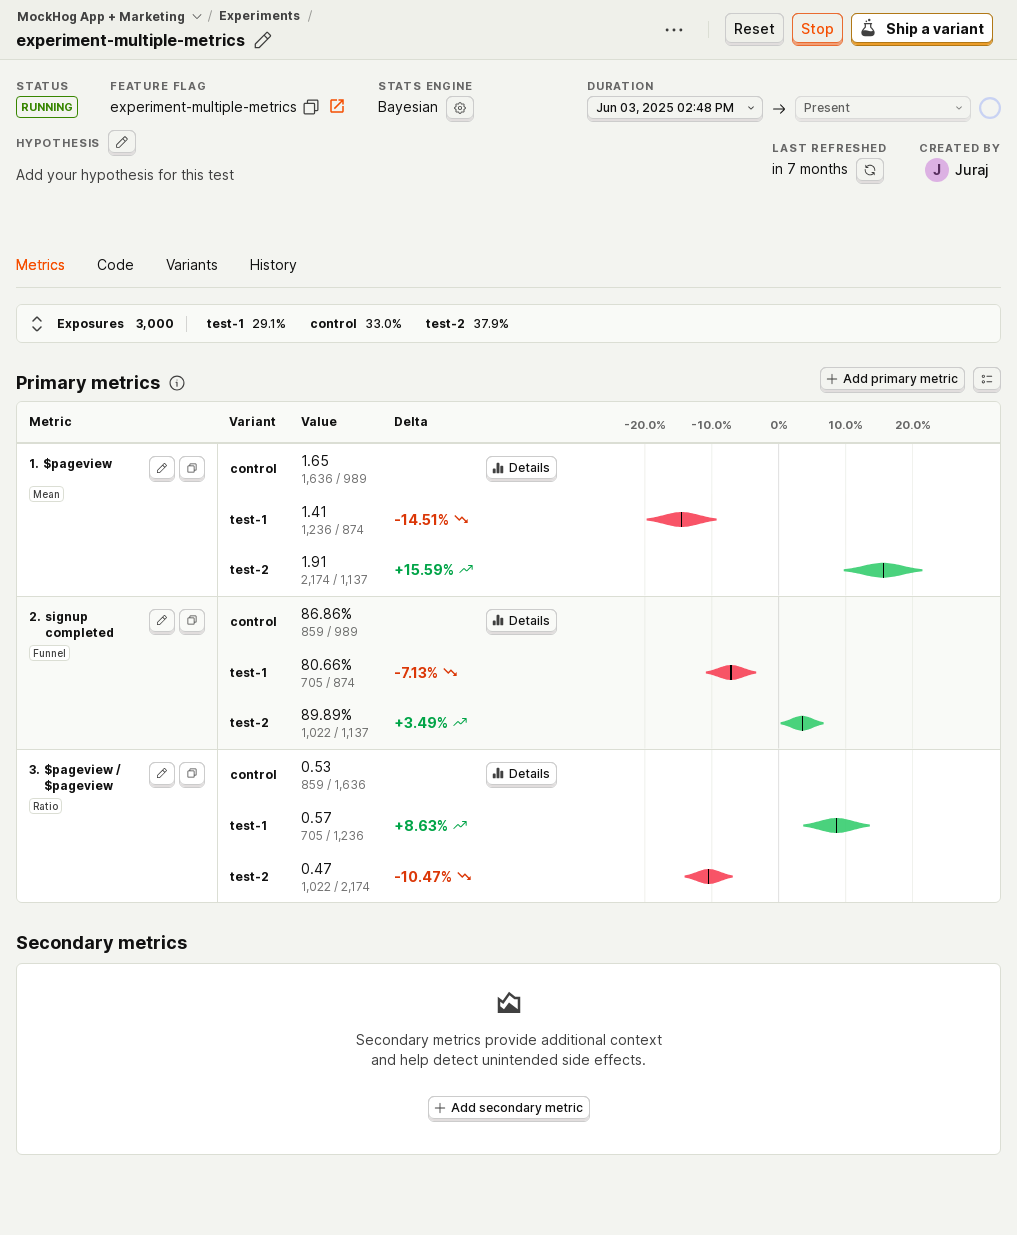 MockHog App + Marketing / Experiments /
experiment-multiple-metrics
Reset
Stop
Ship a variant
STATUS
RUNNING
FEATURE FLAG
experiment-multiple-metrics
STATS ENGINE
Bayesian
DURATION
Jun 03, 2025 02:48 PM
Present
HYPOTHESIS
Add your hypothesis for this test
LAST REFRESHED
in 7 months
CREATED BY
J Juraj
Metrics Code Variants History
Exposures 3,000 test-1 29.1% control 33.0% test-2 37.9%
Primary metrics
Add primary metric
Metric Variant Value Delta -20.0% -10.0% 0% 10.0% 20.0%
1. $pageview
Mean
control 1.65 Details
1,636 / 989
test-1 1.41 -14.51%
1,236 / 874
test-2 1.91 +15.59%
2,174 / 1,137
2. signup
completed
Funnel
control 86.86% Details
859 / 989
test-1 80.66% -7.13%
705 / 874
test-2 89.89% +3.49%
1,022 / 1,137
3. $pageview /
$pageview
Ratio
control 0.53 Details
859 / 1,636
test-1 0.57 +8.63%
705 / 1,236
test-2 0.47 -10.47%
1,022 / 2,174
Secondary metrics
Secondary metrics provide additional context
and help detect unintended side effects.
Add secondary metric